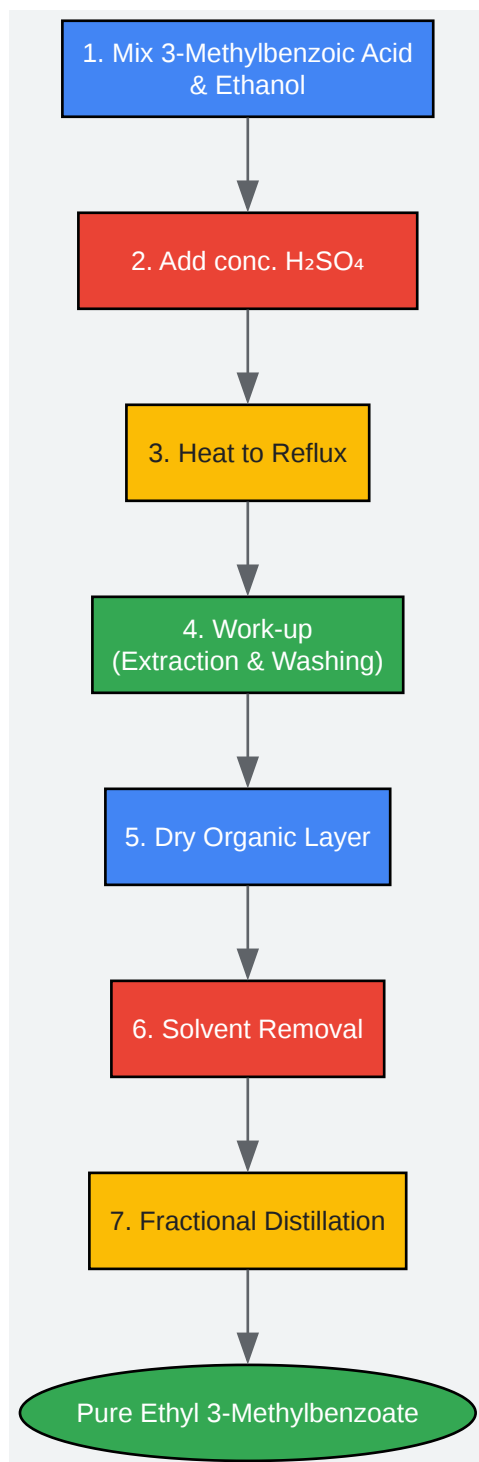 1. Mix 3-Methylbenzoic Acid
& Ethanol
2. Add conc. H₂SO₄
3. Heat to Reflux
4. Work-up
(Extraction & Washing)
5. Dry Organic Layer
6. Solvent Removal
7. Fractional Distillation
Pure Ethyl 3-Methylbenzoate